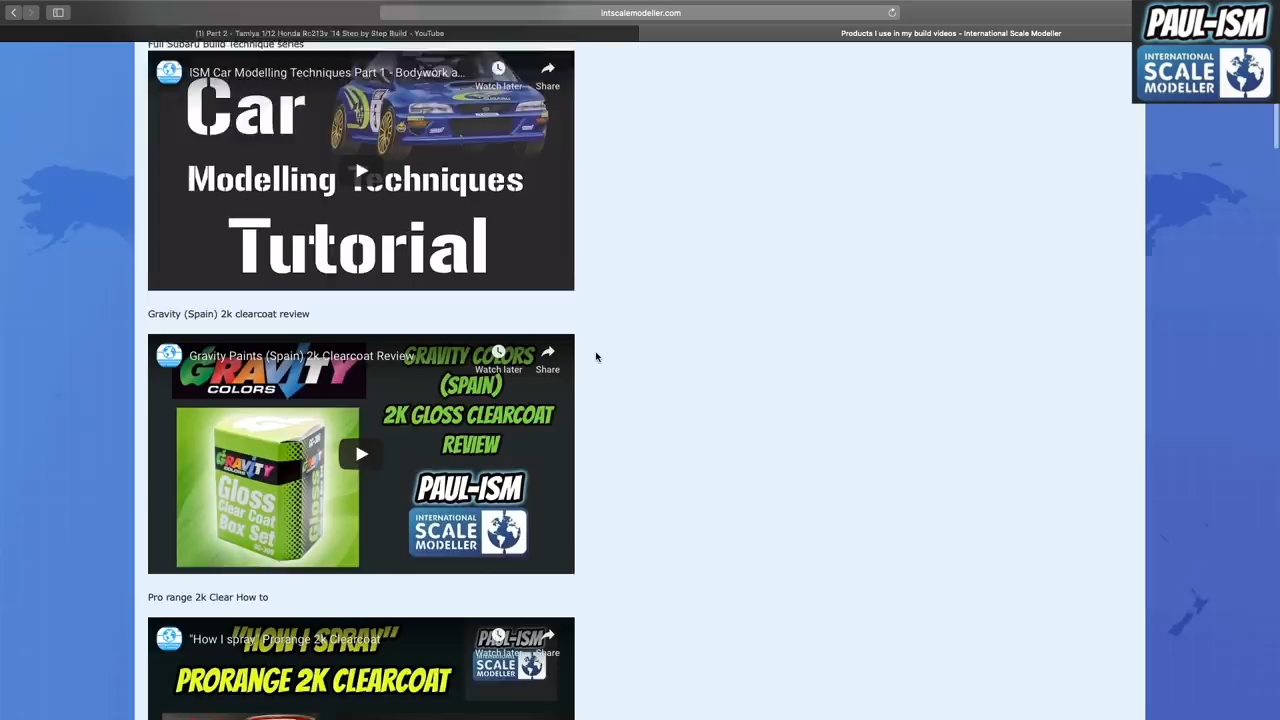 intscalemodeller.com
(1) Part 2 - Tamiya 1/12 Honda Rc213v '14 Step by Step Build - YouTube
Products I use in my build videos - International Scale Modeller
PAUL-ISM
INTERNATIONAL
SCALE
MODELLER
Full Subaru Build Technique series
ISM Car Modelling Techniques Part 1 - Bodywork a...
Watch later
Share
Car
Modelling Techniques
Tutorial
Gravity (Spain) 2k clearcoat review
Gravity Paints (Spain) 2k Clearcoat Review
Watch later
Share
GRAVITY
COLORS
GRAVITY COLORS
(SPAIN)
2K GLOSS CLEARCOAT
REVIEW
GRAVITY
COLORS
Gloss
Clear Coat
Box Set
PAUL-ISM
INTERNATIONAL
SCALE
MODELLER
Pro range 2k Clear How to
"How I spray" Prorange 2k Clearcoat
Watch later
Share
"HOW I SPRAY"
PRORANGE 2K CLEARCOAT
PAUL-ISM
INTERNATIONAL
SCALE
MODELLER